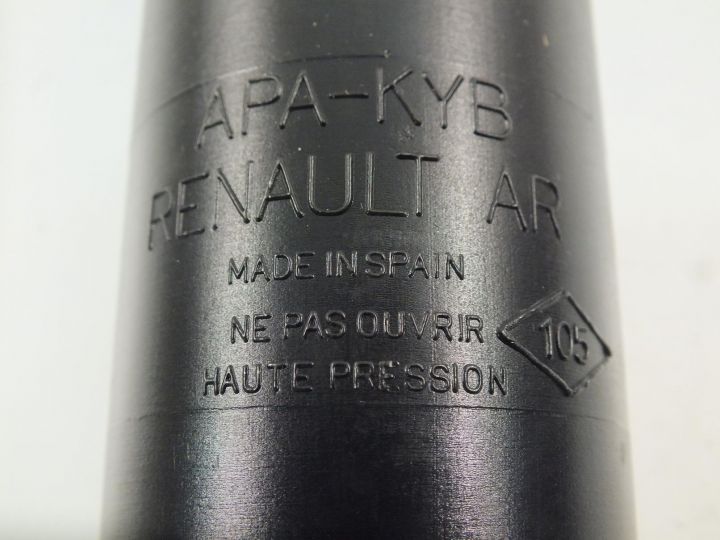 APA-KYB
RENAULT AR
MADE IN SPAIN
NE PAS OUVRIR
105
HAUTE PRESSION